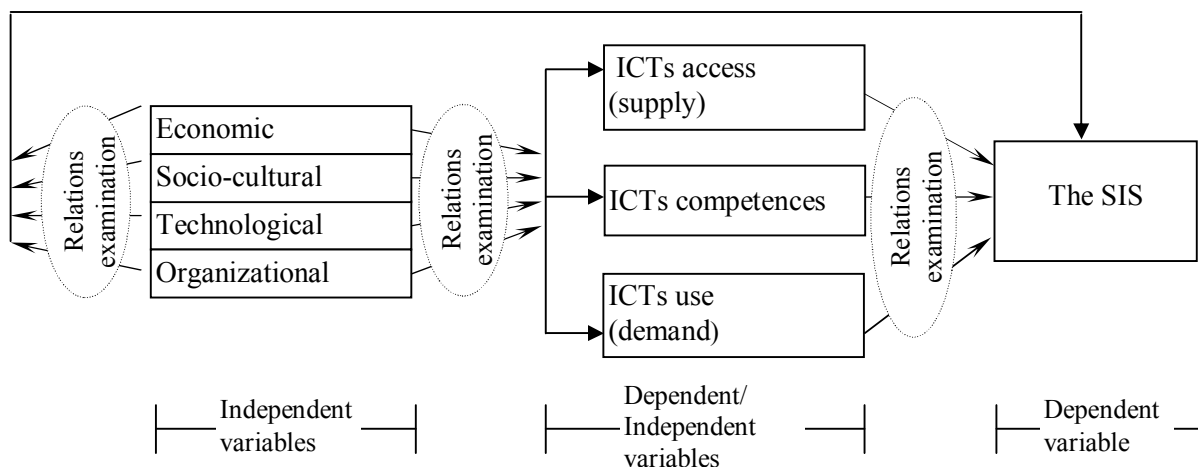 Relations
examination
Economic
Socio-cultural
Technological
Organizational
Relations
examination
ICTs access
(supply)
ICTs competences
ICTs use
(demand)
Relations
examination
The SIS
Independent
variables
Dependent/
Independent
variables
Dependent
variable